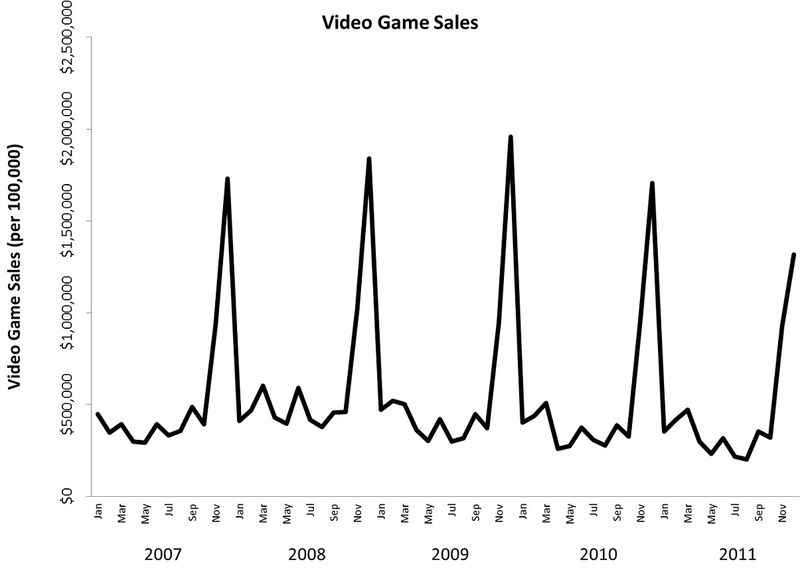 Video Game Sales
Video Game Sales (per 100,000)
$2,500,000
$2,000,000
$1,500,000
$1,000,000
$500,000
$0
Jan Mar May Jul Sep Nov Jan Mar May Jul Sep Nov Jan Mar May Jul Sep Nov Jan Mar May Jul Sep Nov Jan Mar May Jul Sep Nov
2007 2008 2009 2010 2011